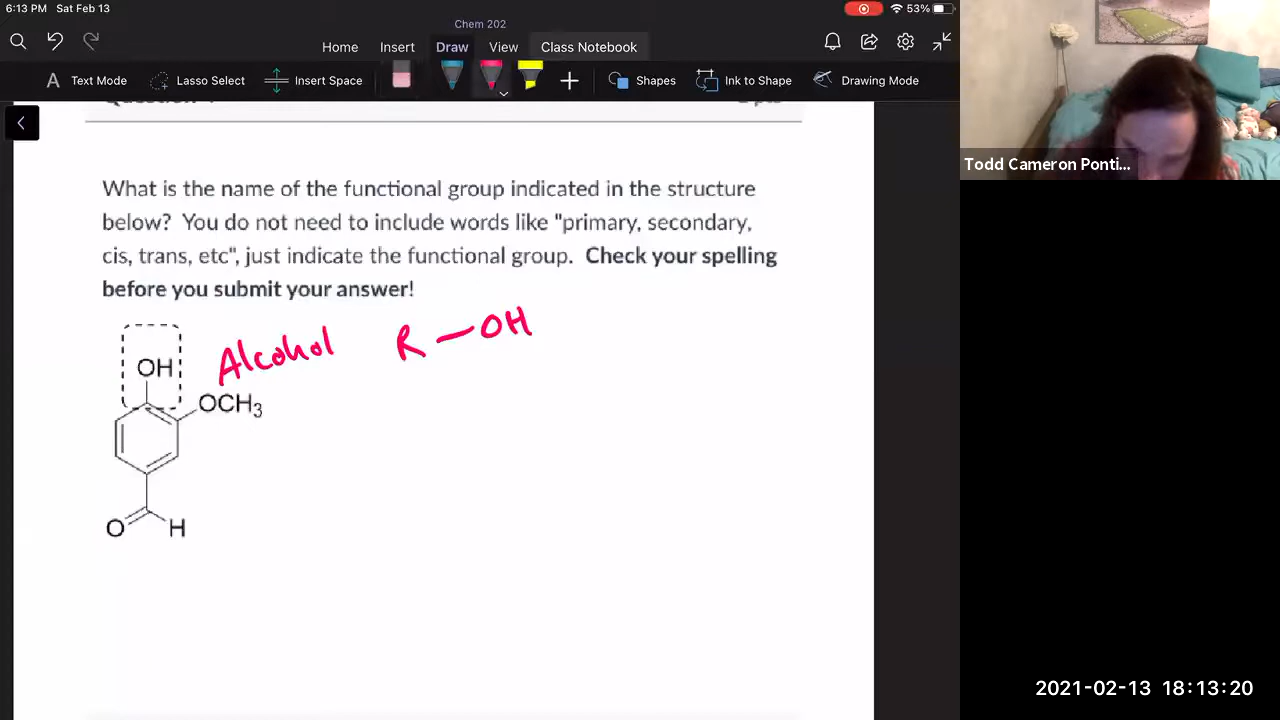 6:13 PM Sat Feb 13
Chem 202
53%
Home Insert Draw View Class Notebook
Text Mode Lasso Select Insert Space Shapes Ink to Shape Drawing Mode
What is the name of the functional group indicated in the structure
below? You do not need to include words like "primary, secondary,
cis, trans, etc", just indicate the functional group. Check your spelling
before you submit your answer!
Alcohol R — OH
OH
OCH3
O H
Todd Cameron Ponti...
2021-02-13 18:13:20